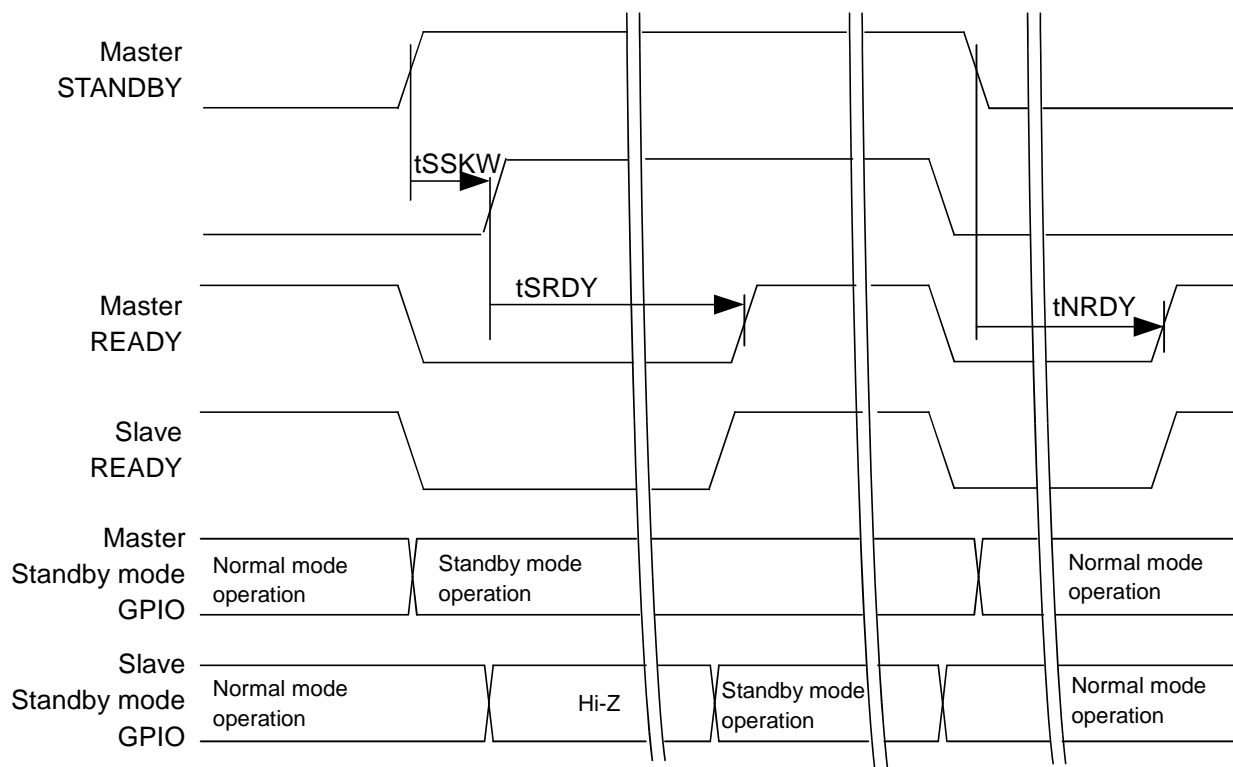 Master
STANDBY
tSSKW
tSRDY
Master
READY
tNRDY
Slave
READY
Master
Standby mode
GPIO
Normal mode
operation
Standby mode
operation
Normal mode
operation
Slave
Standby mode
GPIO
Normal mode
operation
Hi-Z
Standby mode
operation
Normal mode
operation